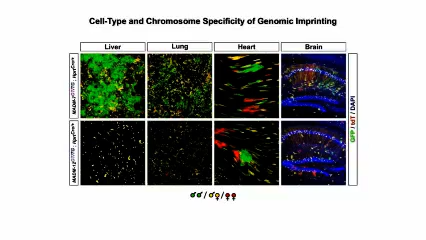 Cell-Type and Chromosome Specificity of Genomic Imprinting
Liver Lung Heart Brain
GFP / tdT / DAPI
♂♂ / ♂♀ / ♀♀